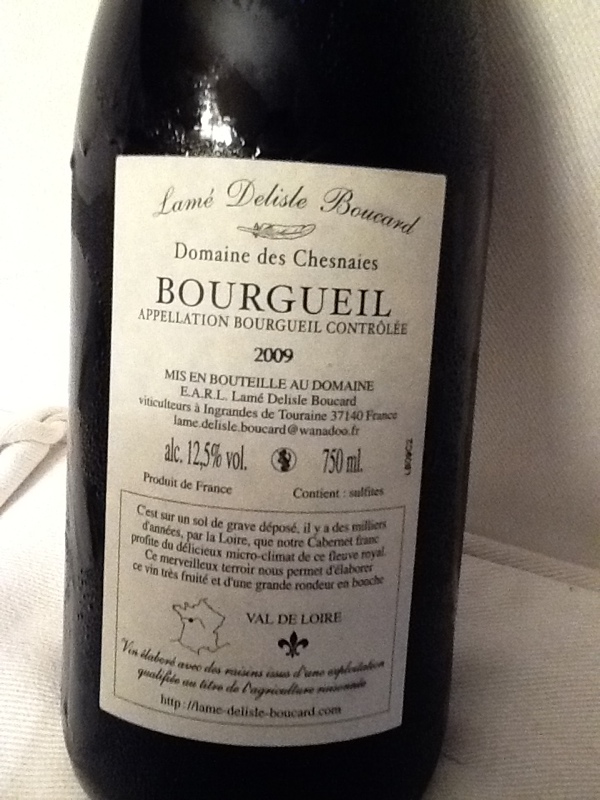 Lamé Delisle Boucard
Domaine des Chesnaies
BOURGUEIL
APPELLATION BOURGUEIL CONTRÔLÉE
2009
MIS EN BOUTEILLE AU DOMAINE
E.A.R.L. Lamé Delisle Boucard
viticulteurs à Ingrandes de Touraine 37140 France
lame.delisle.boucard@wanadoo.fr
alc. 12,5% vol. 750 ml.
Produit de France Contient : sulfites
C'est sur un sol de grave déposé, il y a des milliers
d'années, par la Loire, que notre Cabernet franc
profite du délicieux micro-climat de ce fleuve royal.
Ce merveilleux terroir nous permet d'élaborer
ce vin très fruité et d'une grande rondeur en bouche
VAL DE LOIRE
Vin élaboré avec des raisins issus d'une exploitation
qualifiée au titre de l'agriculture raisonnée
http://lame-delisle-boucard.com